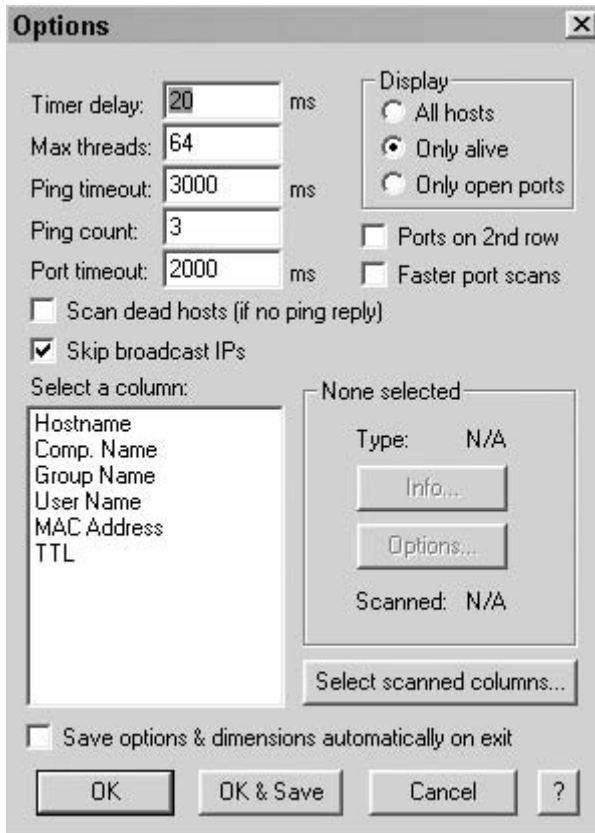 Options
Timer delay: 20 ms
Max threads: 64
Ping timeout: 3000 ms
Ping count: 3
Port timeout: 2000 ms
Display
All hosts
Only alive
Only open ports
Ports on 2nd row
Faster port scans
Scan dead hosts (if no ping reply)
Skip broadcast IPs
Select a column:
Hostname
Comp. Name
Group Name
User Name
MAC Address
TTL
None selected
Type: N/A
Info...
Options...
Scanned: N/A
Select scanned columns...
Save options & dimensions automatically on exit
OK
OK & Save
Cancel
?